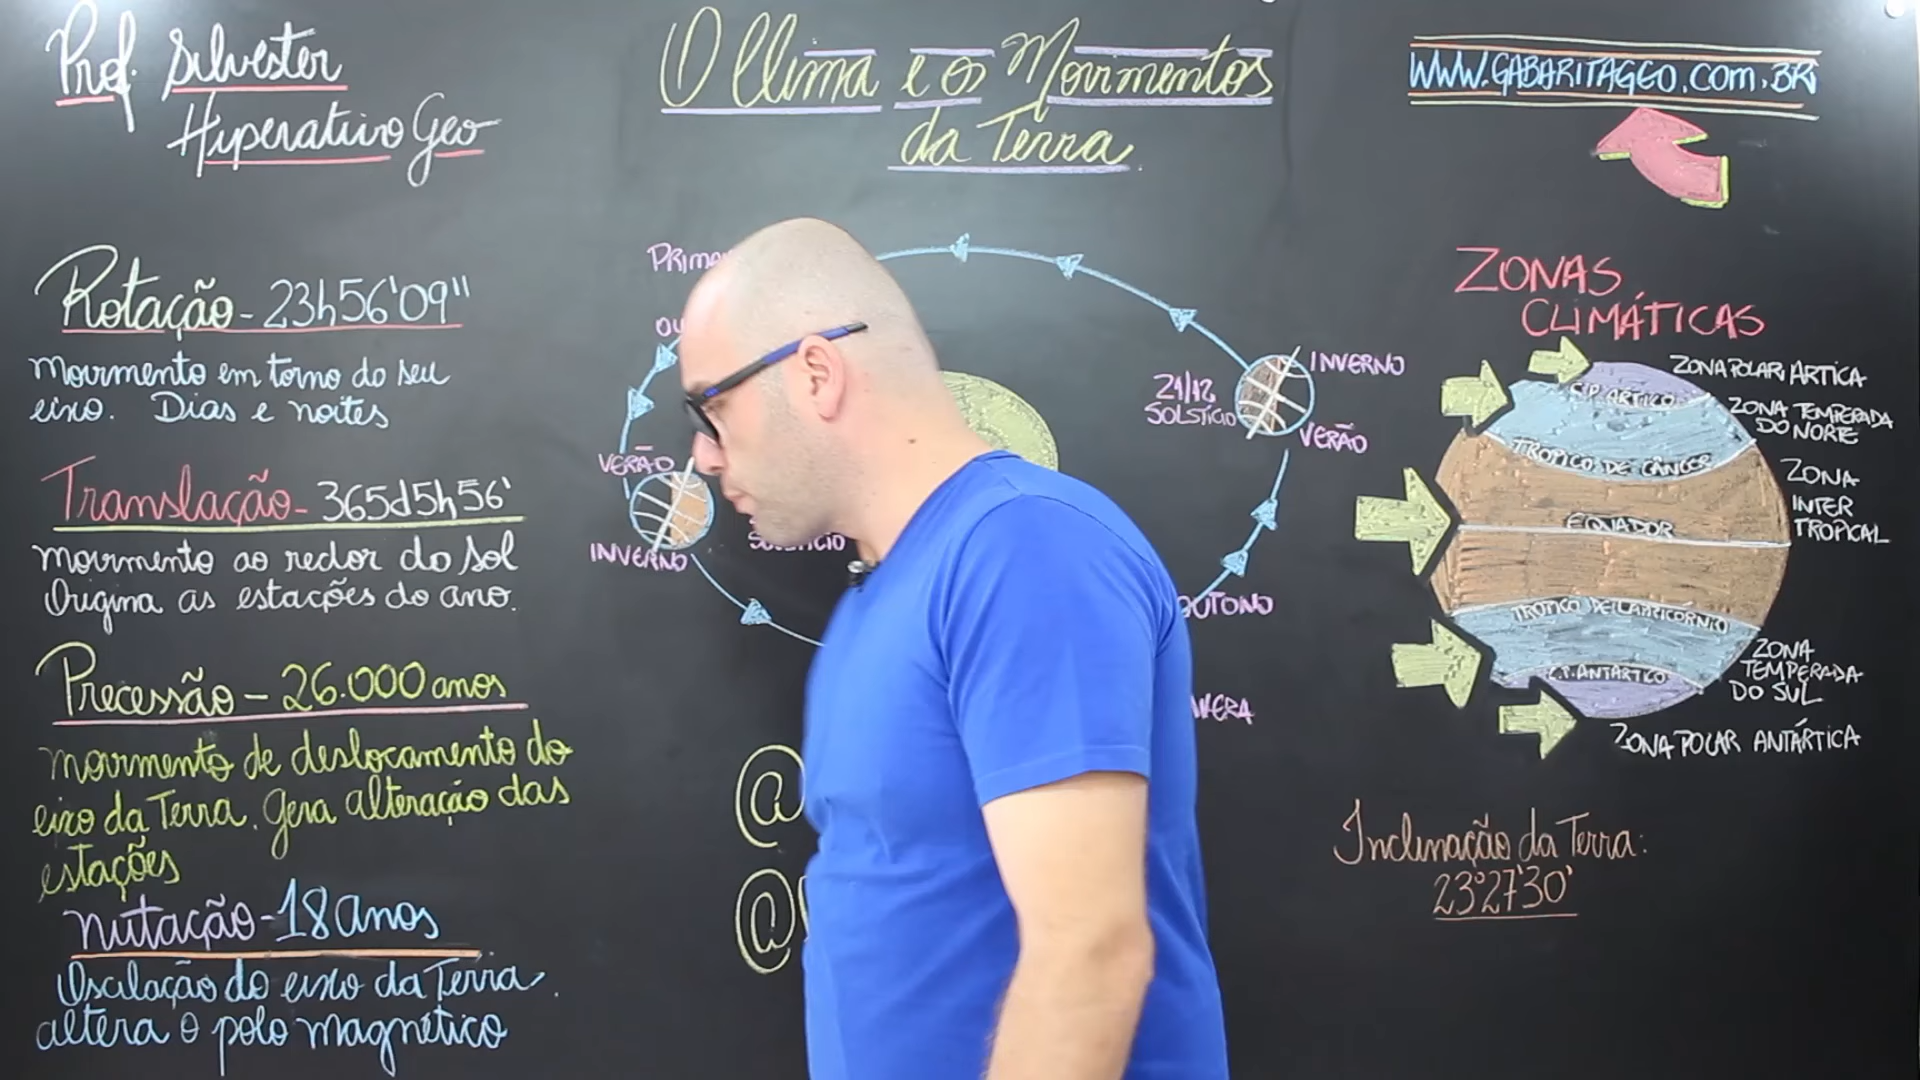 Prof. Silvester
Hiperativo Geo
O Clima e os Movimentos
da Terra
WWW.GABARITAGEO.COM.BR
Rotação - 23h56'09"
Movimento em torno do seu
eixo. Dias e noites
Translação - 365d5h56'
Movimento ao redor do Sol
Origina as estações do ano.
Precessão - 26.000 anos
Movimento de deslocamento do
eixo da Terra. Gera alteração das
estações
Nutação - 18 anos
Oscilação do eixo da Terra.
altera o polo magnético
VERÃO
INVERNO
SOLSTÍCIO
21/12
SOLSTÍCIO
INVERNO
VERÃO
OUTONO
@
@
ZONAS
CLIMÁTICAS
ZONA POLAR ÁRTICA
C.P. ÁRTICO
ZONA TEMPERADA
DO NORTE
TRÓPICO DE CÂNCER
ZONA
INTER
TROPICAL
EQUADOR
TRÓPICO DE CAPRICÓRNIO
ZONA
TEMPERADA
DO SUL
C.P. ANTÁRTICO
ZONA POLAR ANTÁRTICA
Inclinação da Terra:
23°27'30'